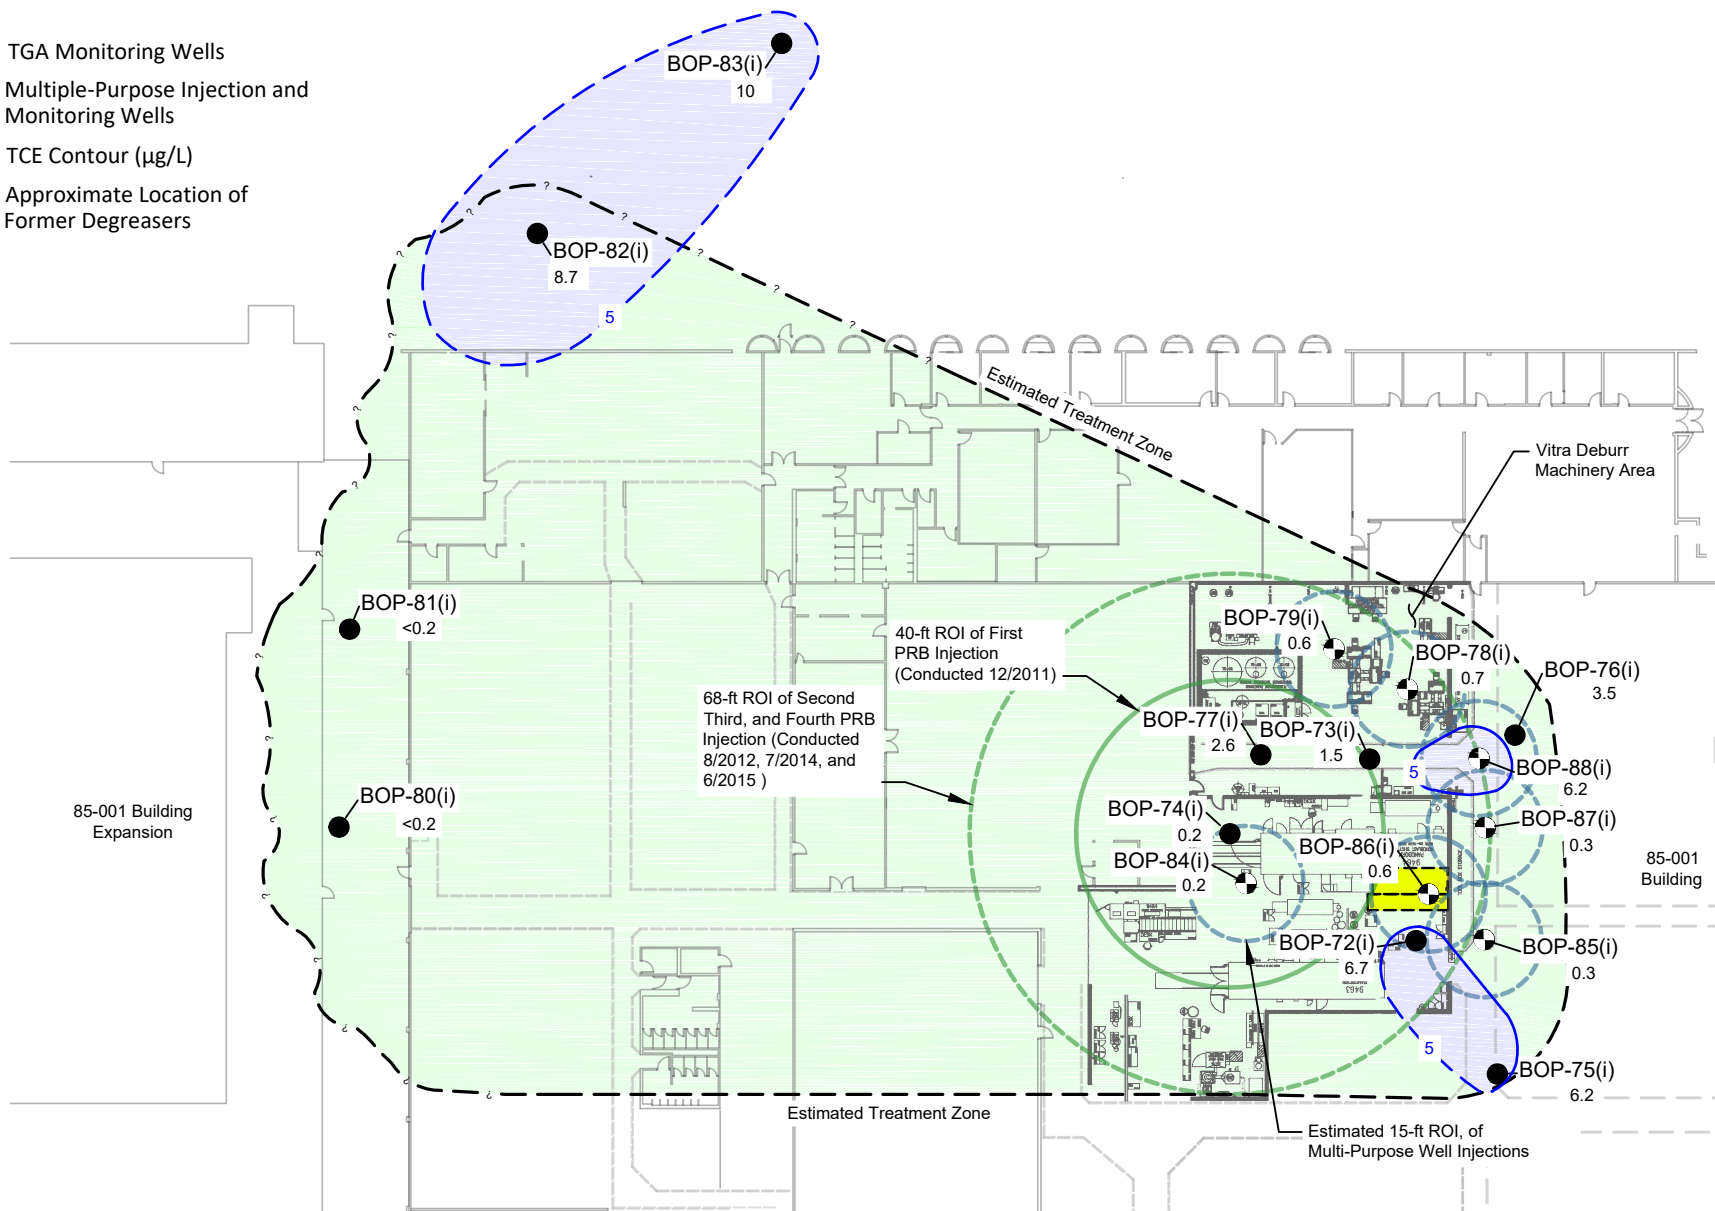 TGA Monitoring Wells
Multiple-Purpose Injection and
Monitoring Wells
TCE Contour (µg/L)
Approximate Location of
Former Degreasers
BOP-83(i)
10
BOP-82(i)
8.7
5
Estimated Treatment Zone
Vitra Deburr
Machinery Area
BOP-81(i)
<0.2
40-ft ROI of First
PRB Injection
(Conducted 12/2011)
BOP-79(i)
0.6
BOP-78(i)
0.7
BOP-76(i)
3.5
68-ft ROI of Second
Third, and Fourth PRB
Injection (Conducted
8/2012, 7/2014, and
6/2015 )
BOP-77(i)
2.6
BOP-73(i)
1.5
5
BOP-88(i)
6.2
85-001 Building
Expansion
BOP-80(i)
<0.2
BOP-74(i)
0.2
BOP-84(i)
0.2
BOP-86(i)
0.6
BOP-87(i)
0.3
85-001
Building
BOP-72(i)
6.7
BOP-85(i)
0.3
9463
5
BOP-75(i)
6.2
Estimated Treatment Zone
Estimated 15-ft ROI, of
Multi-Purpose Well Injections